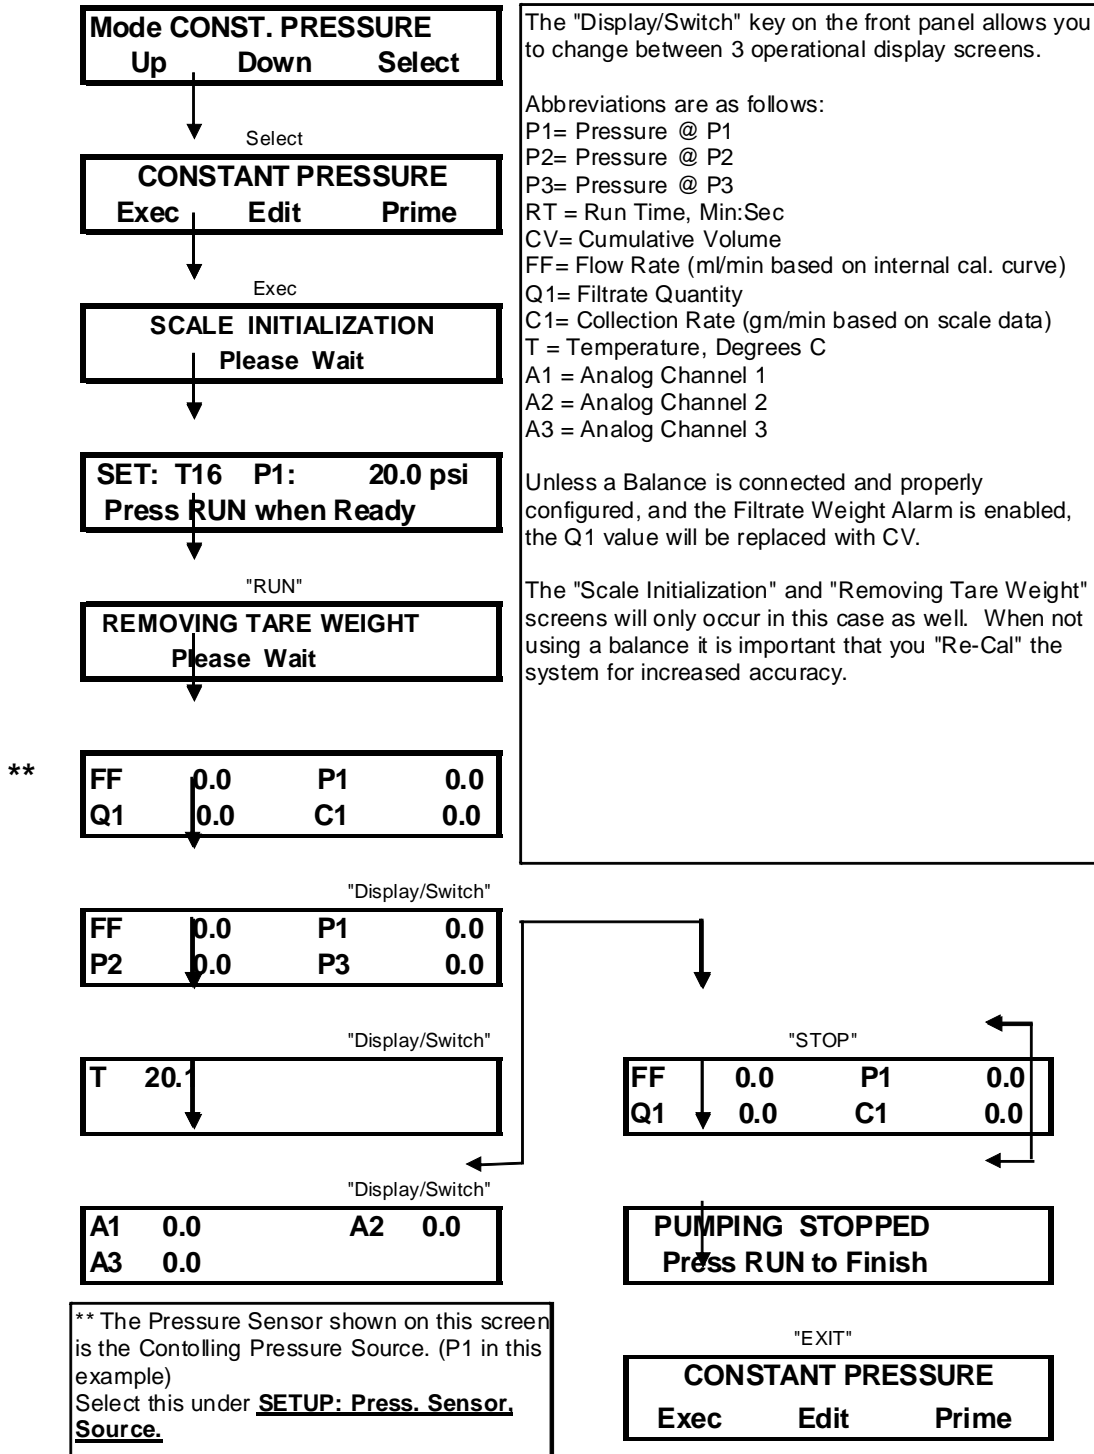 Mode CONST. PRESSURE
Up Down Select
Select
CONSTANT PRESSURE
Exec Edit Prime
Exec
SCALE INITIALIZATION
Please Wait
SET: T16 P1: 20.0 psi
Press RUN when Ready
"RUN"
REMOVING TARE WEIGHT
Please Wait
**
FF 0.0 P1 0.0
Q1 0.0 C1 0.0
"Display/Switch"
FF 0.0 P1 0.0
P2 0.0 P3 0.0
"Display/Switch"
T 20.1
"Display/Switch"
A1 0.0 A2 0.0
A3 0.0
** The Pressure Sensor shown on this screen
is the Contolling Pressure Source. (P1 in this
example)
Select this under SETUP: Press. Sensor,
Source.
The "Display/Switch" key on the front panel allows you
to change between 3 operational display screens.
Abbreviations are as follows:
P1= Pressure @ P1
P2= Pressure @ P2
P3= Pressure @ P3
RT = Run Time, Min:Sec
CV= Cumulative Volume
FF= Flow Rate (ml/min based on internal cal. curve)
Q1= Filtrate Quantity
C1= Collection Rate (gm/min based on scale data)
T = Temperature, Degrees C
A1 = Analog Channel 1
A2 = Analog Channel 2
A3 = Analog Channel 3
Unless a Balance is connected and properly
configured, and the Filtrate Weight Alarm is enabled,
the Q1 value will be replaced with CV.
The "Scale Initialization" and "Removing Tare Weight"
screens will only occur in this case as well. When not
using a balance it is important that you "Re-Cal" the
system for increased accuracy.
"STOP"
FF 0.0 P1 0.0
Q1 0.0 C1 0.0
PUMPING STOPPED
Press RUN to Finish
"EXIT"
CONSTANT PRESSURE
Exec Edit Prime